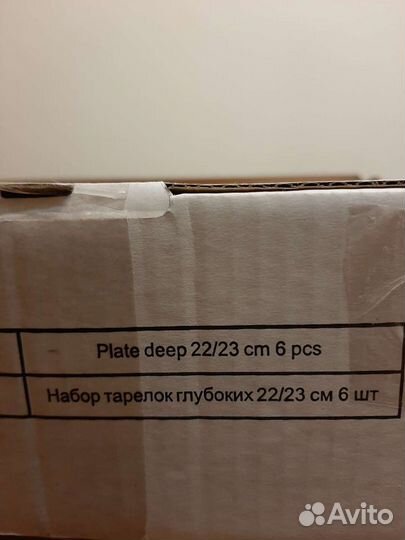 Plate deep 22/23 cm 6 pcs
Набор тарелок глубоких 22/23 см 6 шт
Avito